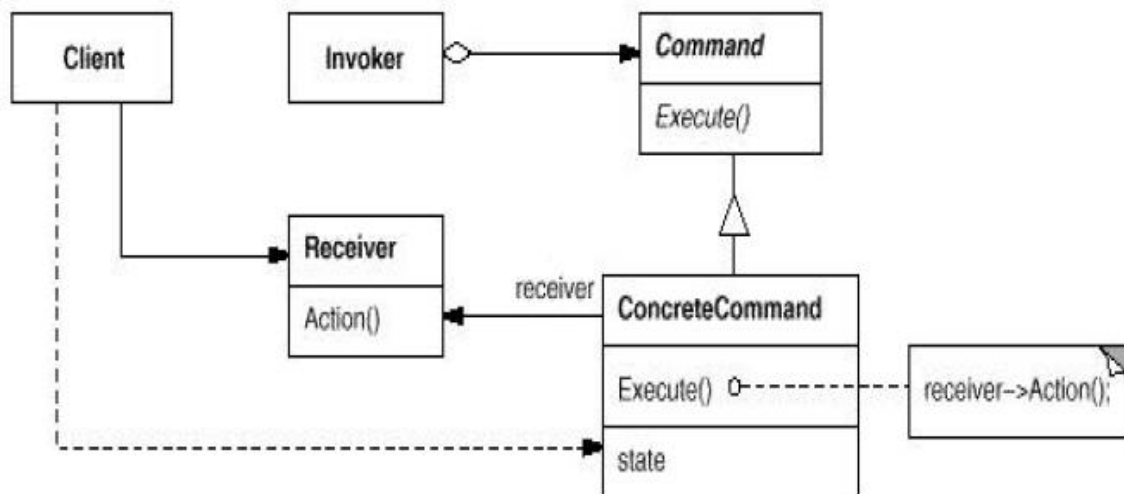 Client
Invoker
Command
Execute()
Receiver
Action()
receiver
ConcreteCommand
Execute()
state
receiver->Action();